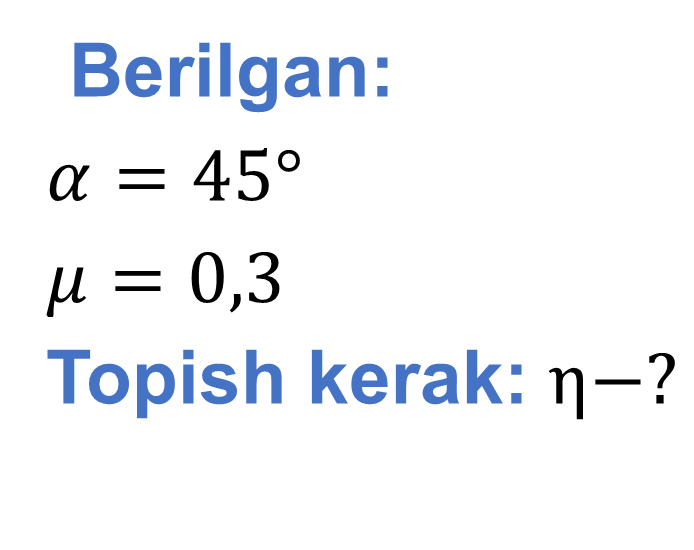 Berilgan:
α = 45°
μ = 0,3
Topish kerak: η−?